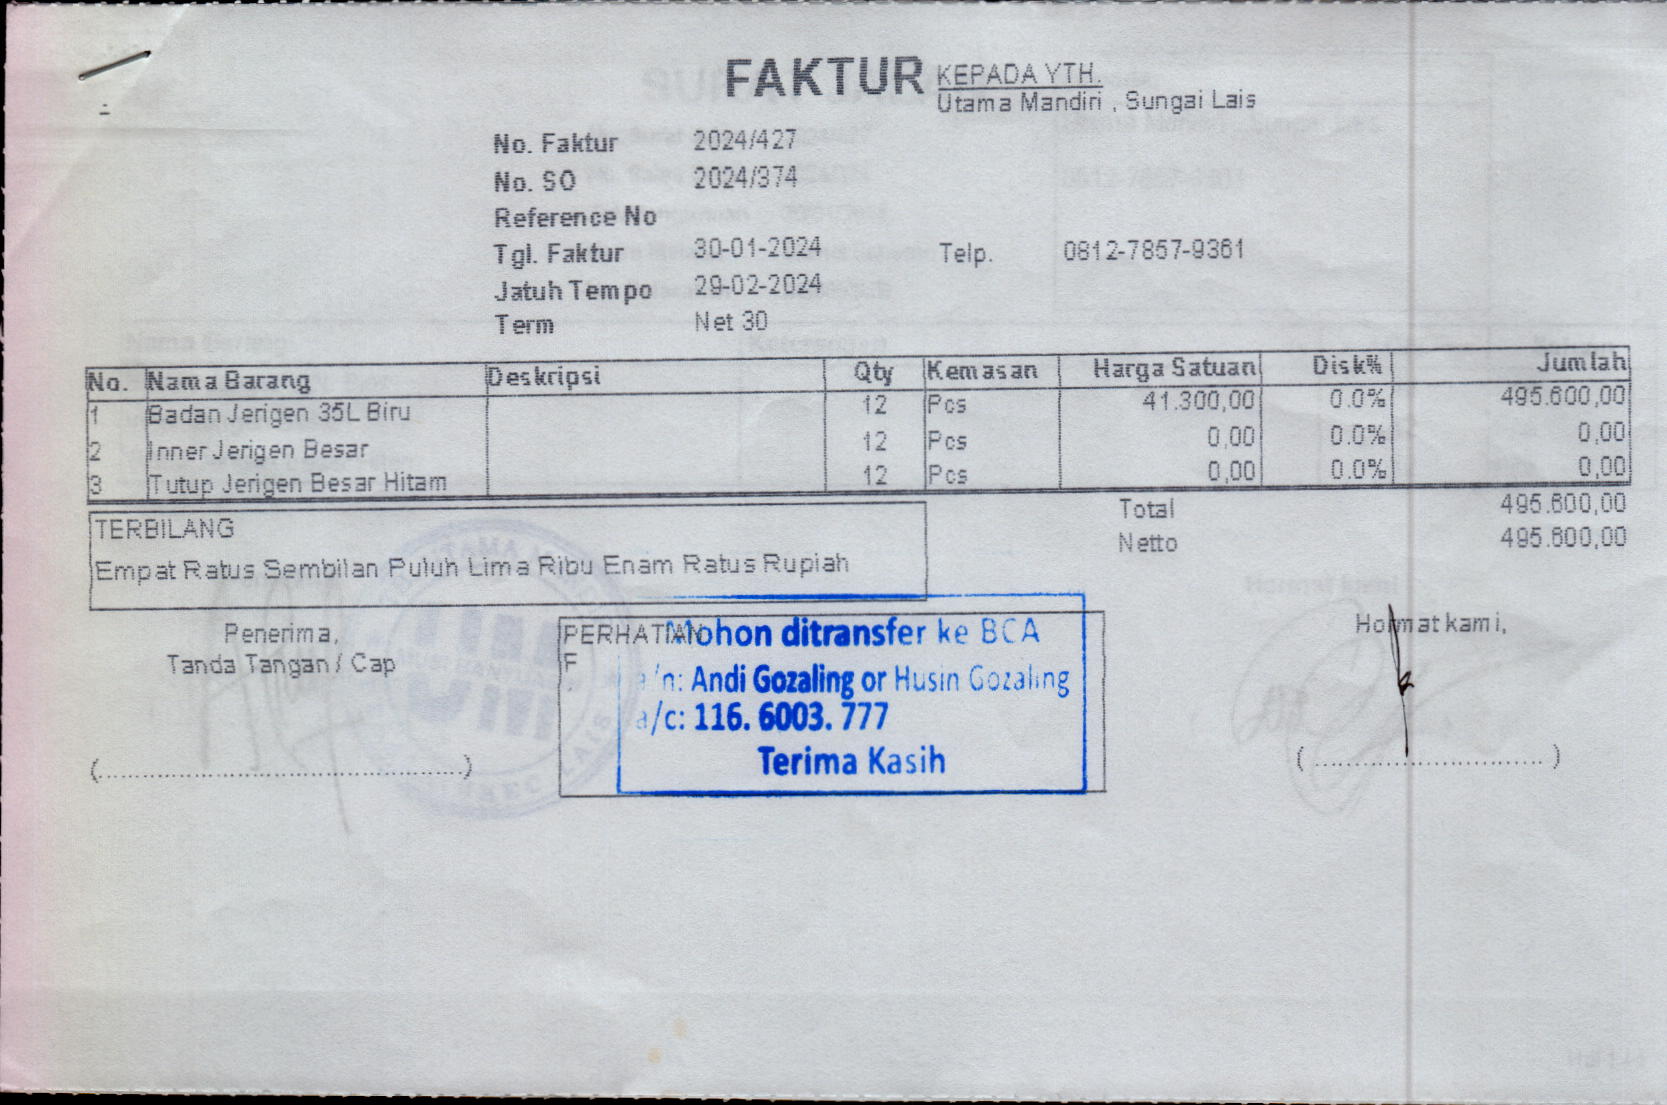 FAKTUR
KEPADA YTH.
Utama Mandiri , Sungai Lais
No. Faktur 2024/427
No. SO 2024/374
Reference No
Tgl. Faktur 30-01-2024 Telp. 0812-7857-9361
Jatuh Tempo 29-02-2024
Term Net 30
No. Nama Barang Deskripsi Qty Kemasan Harga Satuan Disk% Jumlah
1 Badan Jerigen 35L Biru 12 Pcs 41.300,00 0.0% 495.600,00
2 Inner Jerigen Besar 12 Pcs 0,00 0.0% 0,00
3 Tutup Jerigen Besar Hitam 12 Pcs 0,00 0.0% 0,00
Total 495.600,00
Netto 495.600,00
TERBILANG
Empat Ratus Sembilan Puluh Lima Ribu Enam Ratus Rupiah
Penerima,
Tanda Tangan / Cap
(..................................................)
PERHATIAN
F
Mohon ditransfer ke BCA
a/n: Andi Gozaling or Husin Gozaling
a/c: 116. 6003. 777
Terima Kasih
Hormat kami,
(..............................)